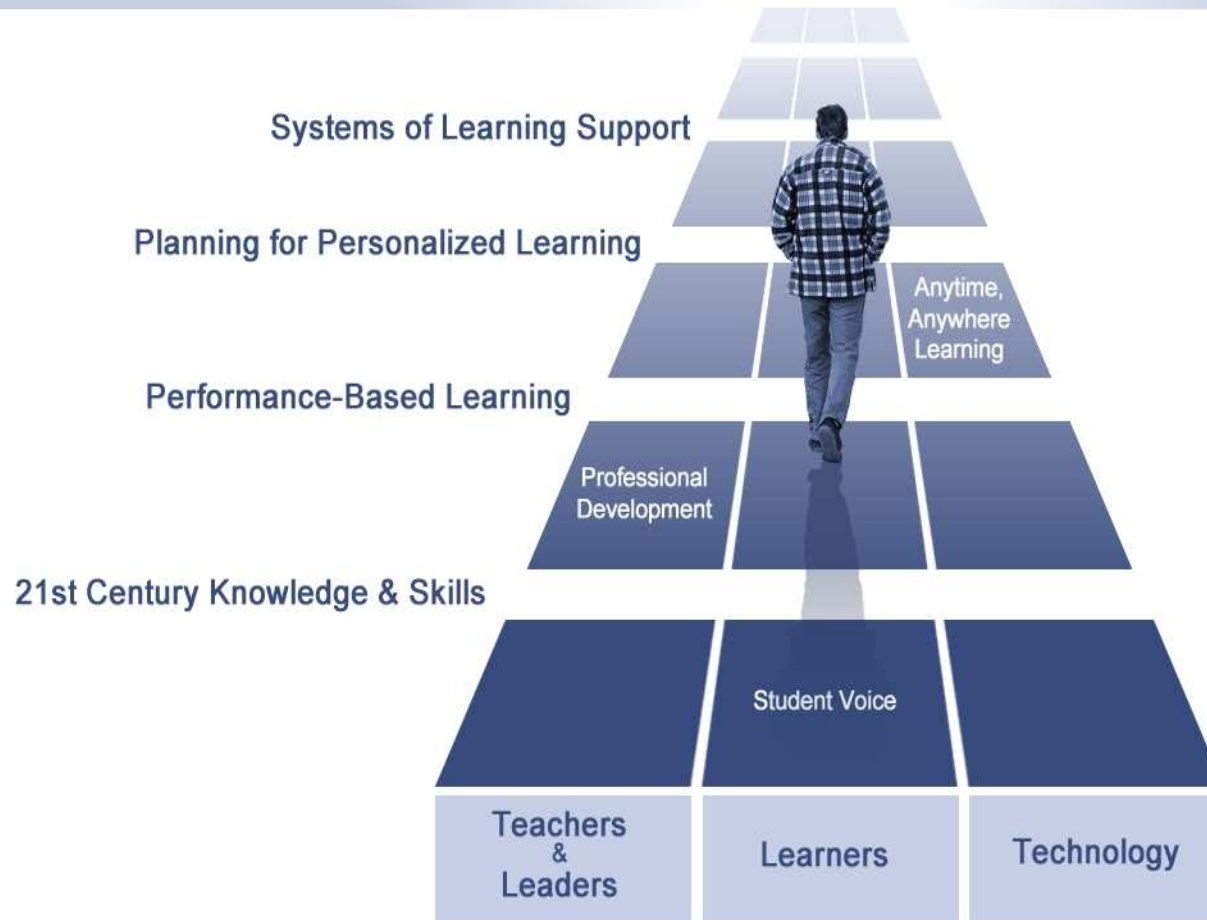 Systems of Learning Support
Planning for Personalized Learning
Anytime,
Anywhere
Learning
Performance-Based Learning
Professional
Development
21st Century Knowledge & Skills
Student Voice
Teachers
&
Leaders
Learners
Technology